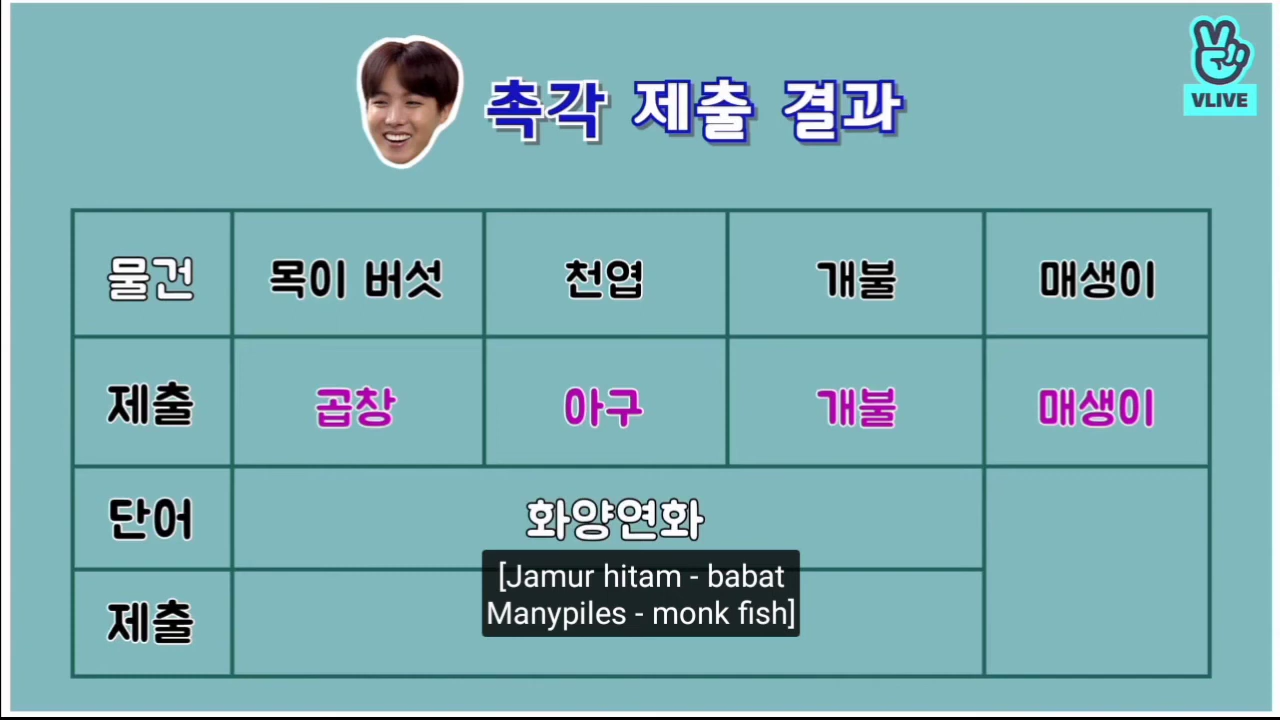 VLIVE
촉각 제출 결과
물건 목이 버섯 천엽 개불 매생이
제출 곱창 아구 개불 매생이
단어 화양연화
[Jamur hitam - babat
Manypiles - monk fish]
제출